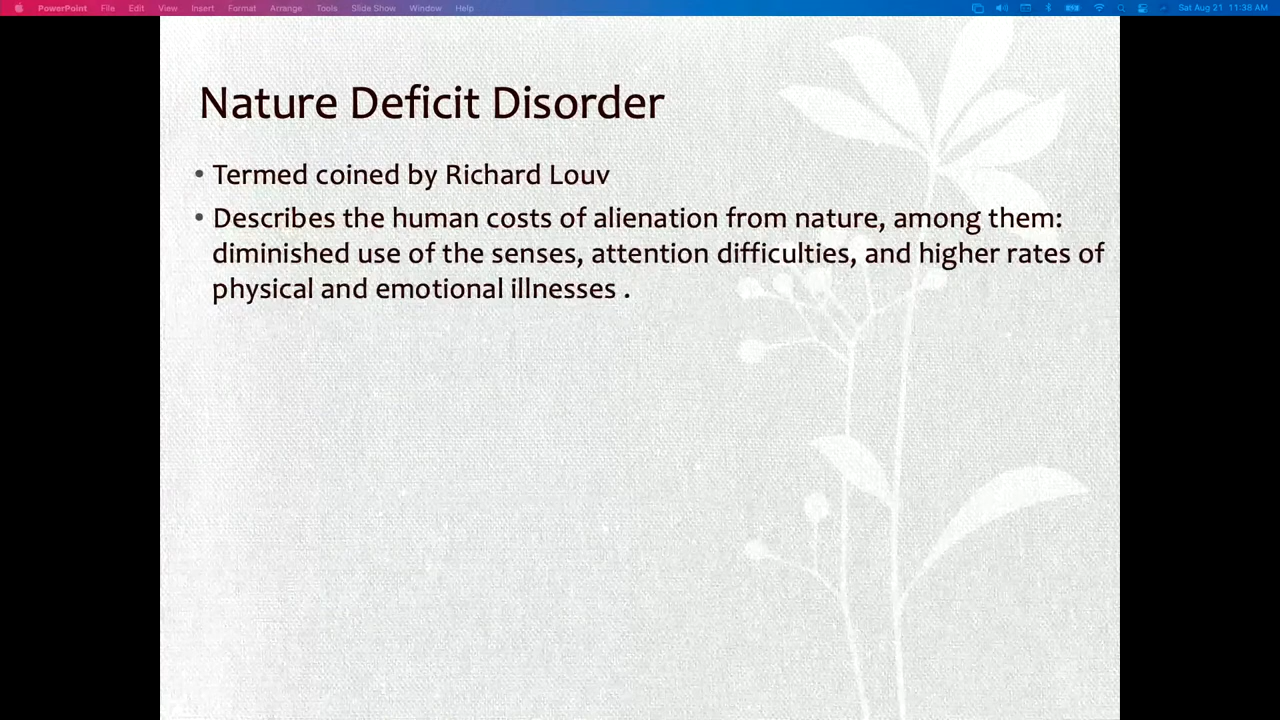 PowerPoint File Edit View Insert Format Arrange Tools Slide Show Window Help Sat Aug 21 11:38 AM
Nature Deficit Disorder
• Termed coined by Richard Louv
• Describes the human costs of alienation from nature, among them:
diminished use of the senses, attention difficulties, and higher rates of
physical and emotional illnesses .